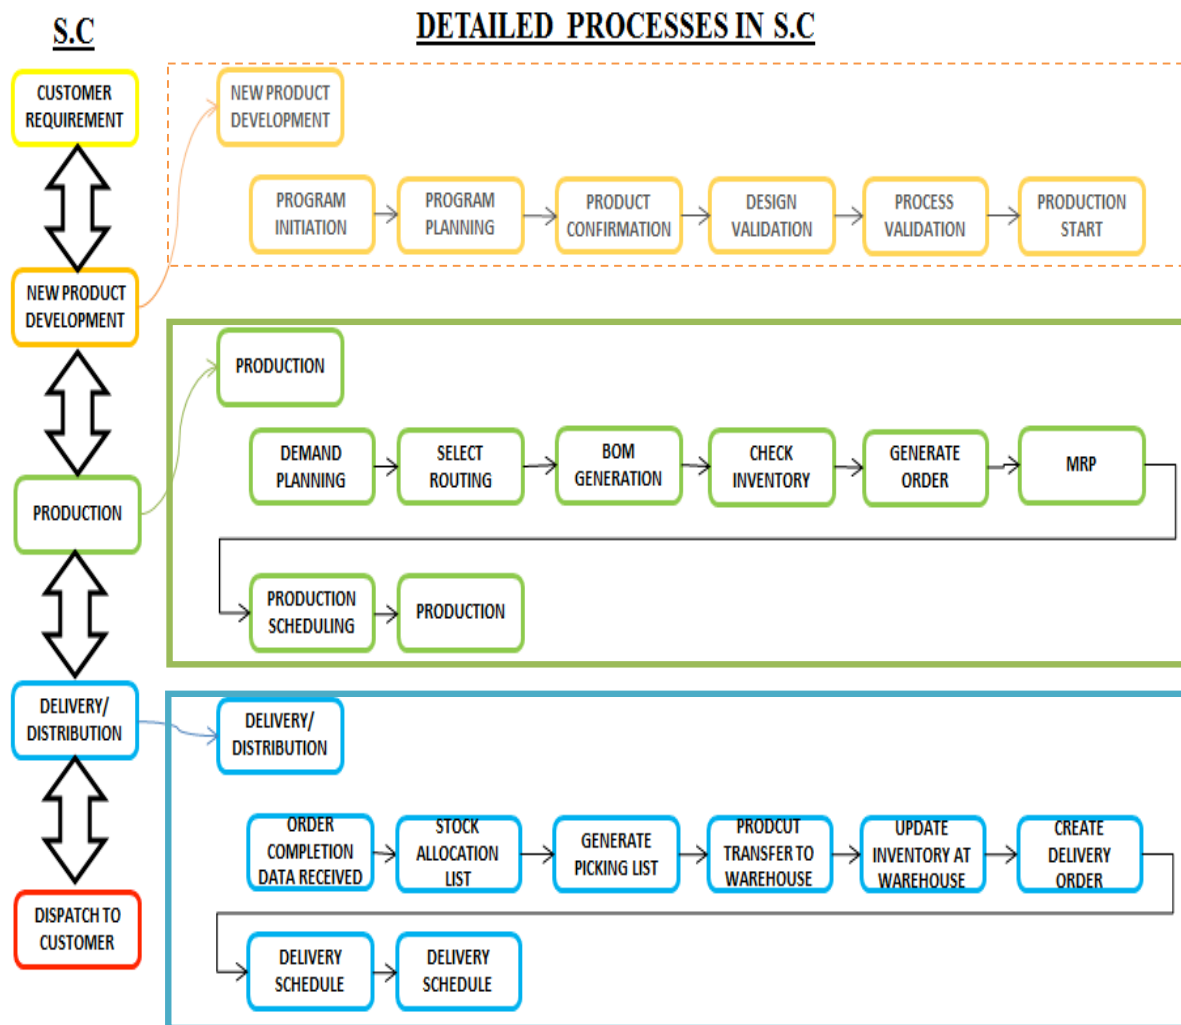 S.C
DETAILED PROCESSES IN S.C
CUSTOMER
REQUIREMENT
NEW PRODUCT
DEVELOPMENT
PRODUCTION
DELIVERY/
DISTRIBUTION
DISPATCH TO
CUSTOMER
NEW PRODUCT
DEVELOPMENT
PROGRAM
INITIATION
PROGRAM
PLANNING
PRODUCT
CONFIRMATION
DESIGN
VALIDATION
PROCESS
VALIDATION
PRODUCTION
START
PRODUCTION
DEMAND
PLANNING
SELECT
ROUTING
BOM
GENERATION
CHECK
INVENTORY
GENERATE
ORDER
MRP
PRODUCTION
SCHEDULING
PRODUCTION
DELIVERY/
DISTRIBUTION
ORDER
COMPLETION
DATA RECEIVED
STOCK
ALLOCATION
LIST
GENERATE
PICKING LIST
PRODCUT
TRANSFER TO
WAREHOUSE
UPDATE
INVENTORY AT
WAREHOUSE
CREATE
DELIVERY
ORDER
DELIVERY
SCHEDULE
DELIVERY
SCHEDULE